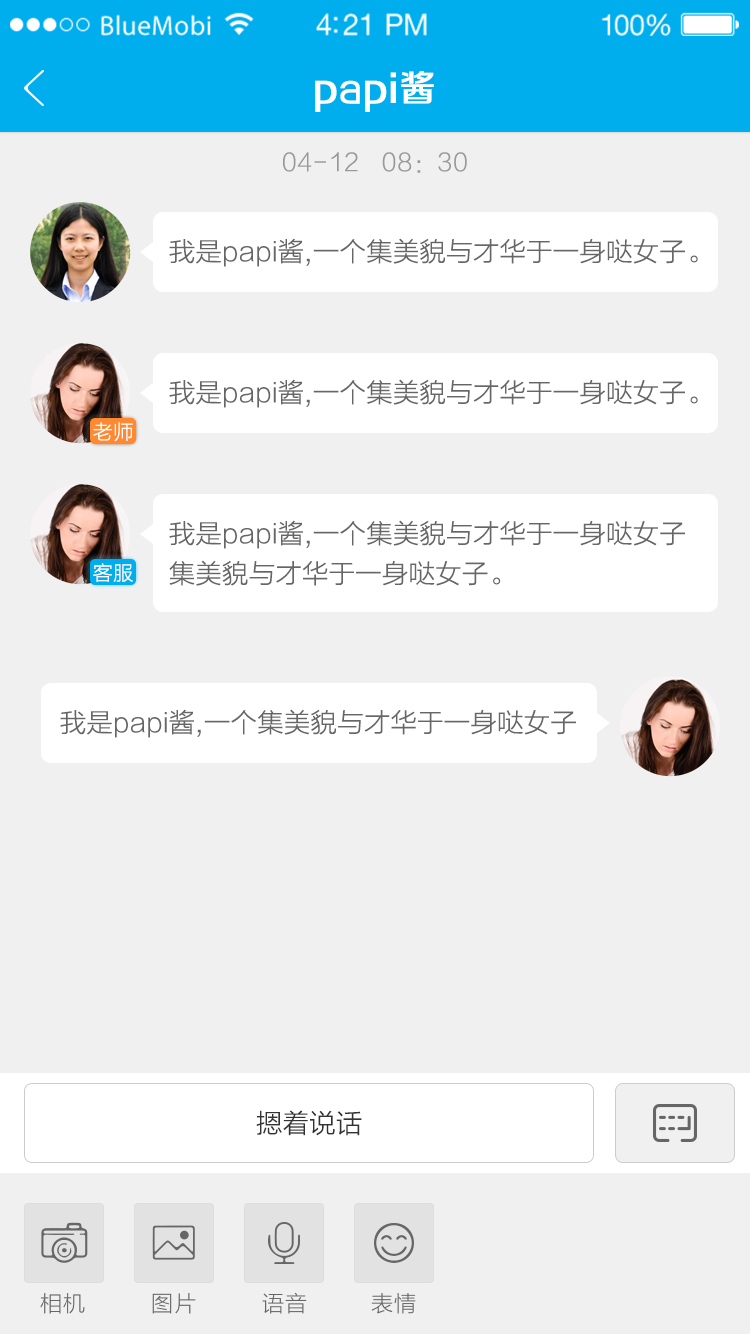 BlueMobi 4:21 PM 100%
papi酱
04-12 08：30
我是papi酱,一个集美貌与才华于一身哒女子。
我是papi酱,一个集美貌与才华于一身哒女子。
老师
我是papi酱,一个集美貌与才华于一身哒女子
集美貌与才华于一身哒女子。
客服
我是papi酱,一个集美貌与才华于一身哒女子
摁着说话
相机 图片 语音 表情